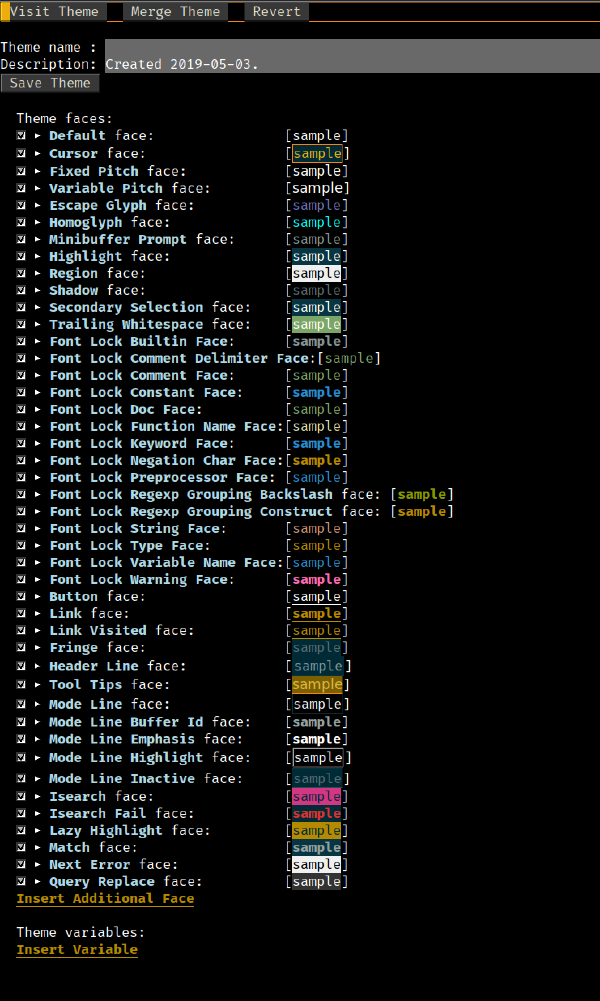 Visit Theme Merge Theme Revert
Theme name :
Description: Created 2019-05-03.
Save Theme
Theme faces:
Default face: [sample]
Cursor face: [sample]
Fixed Pitch face: [sample]
Variable Pitch face: [sample]
Escape Glyph face: [sample]
Homoglyph face: [sample]
Minibuffer Prompt face: [sample]
Highlight face: [sample]
Region face: [sample]
Shadow face: [sample]
Secondary Selection face: [sample]
Trailing Whitespace face: [sample]
Font Lock Builtin Face: [sample]
Font Lock Comment Delimiter Face:[sample]
Font Lock Comment Face: [sample]
Font Lock Constant Face: [sample]
Font Lock Doc Face: [sample]
Font Lock Function Name Face:[sample]
Font Lock Keyword Face: [sample]
Font Lock Negation Char Face:[sample]
Font Lock Preprocessor Face: [sample]
Font Lock Regexp Grouping Backslash face: [sample]
Font Lock Regexp Grouping Construct face: [sample]
Font Lock String Face: [sample]
Font Lock Type Face: [sample]
Font Lock Variable Name Face:[sample]
Font Lock Warning Face: [sample]
Button face: [sample]
Link face: [sample]
Link Visited face: [sample]
Fringe face: [sample]
Header Line face: [sample]
Tool Tips face: [sample]
Mode Line face: [sample]
Mode Line Buffer Id face: [sample]
Mode Line Emphasis face: [sample]
Mode Line Highlight face: [sample]
Mode Line Inactive face: [sample]
Isearch face: [sample]
Isearch Fail face: [sample]
Lazy Highlight face: [sample]
Match face: [sample]
Next Error face: [sample]
Query Replace face: [sample]
Insert Additional Face
Theme variables:
Insert Variable